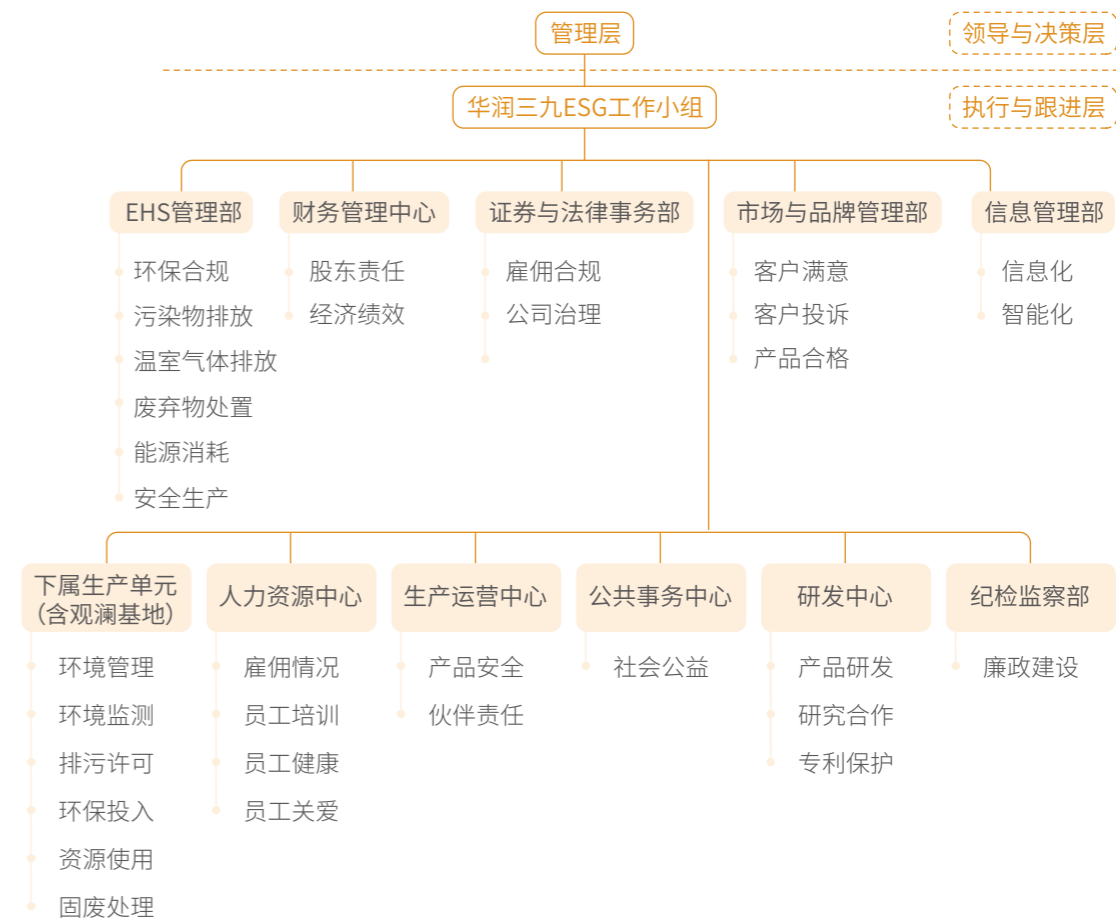 管理层
领导与决策层
华润三九ESG工作小组
执行与跟进层
EHS管理部
环保合规
污染物排放
温室气体排放
废弃物处置
能源消耗
安全生产
财务管理中心
股东责任
经济绩效
证券与法律事务部
雇佣合规
公司治理
市场与品牌管理部
客户满意
客户投诉
产品合格
信息管理部
信息化
智能化
下属生产单元
(含观澜基地)
环境管理
环境监测
排污许可
环保投入
资源使用
固废处理
人力资源中心
雇佣情况
员工培训
员工健康
员工关爱
生产运营中心
产品安全
伙伴责任
公共事务中心
社会公益
研发中心
产品研发
研究合作
专利保护
纪检监察部
廉政建设